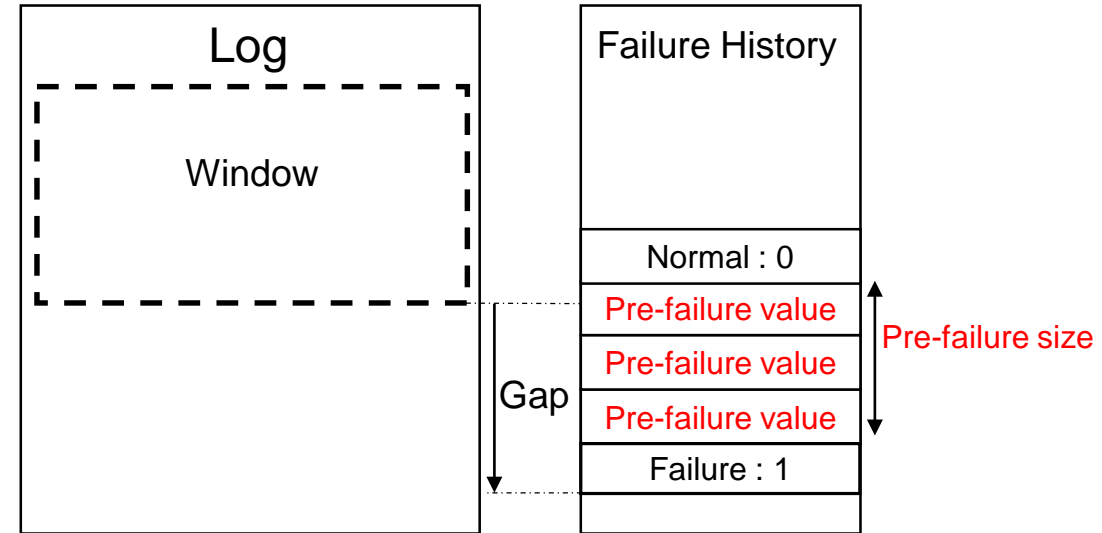 Log
Window
Gap
Failure History
Normal : 0
Pre-failure value
Pre-failure value
Pre-failure value
Failure : 1
Pre-failure size